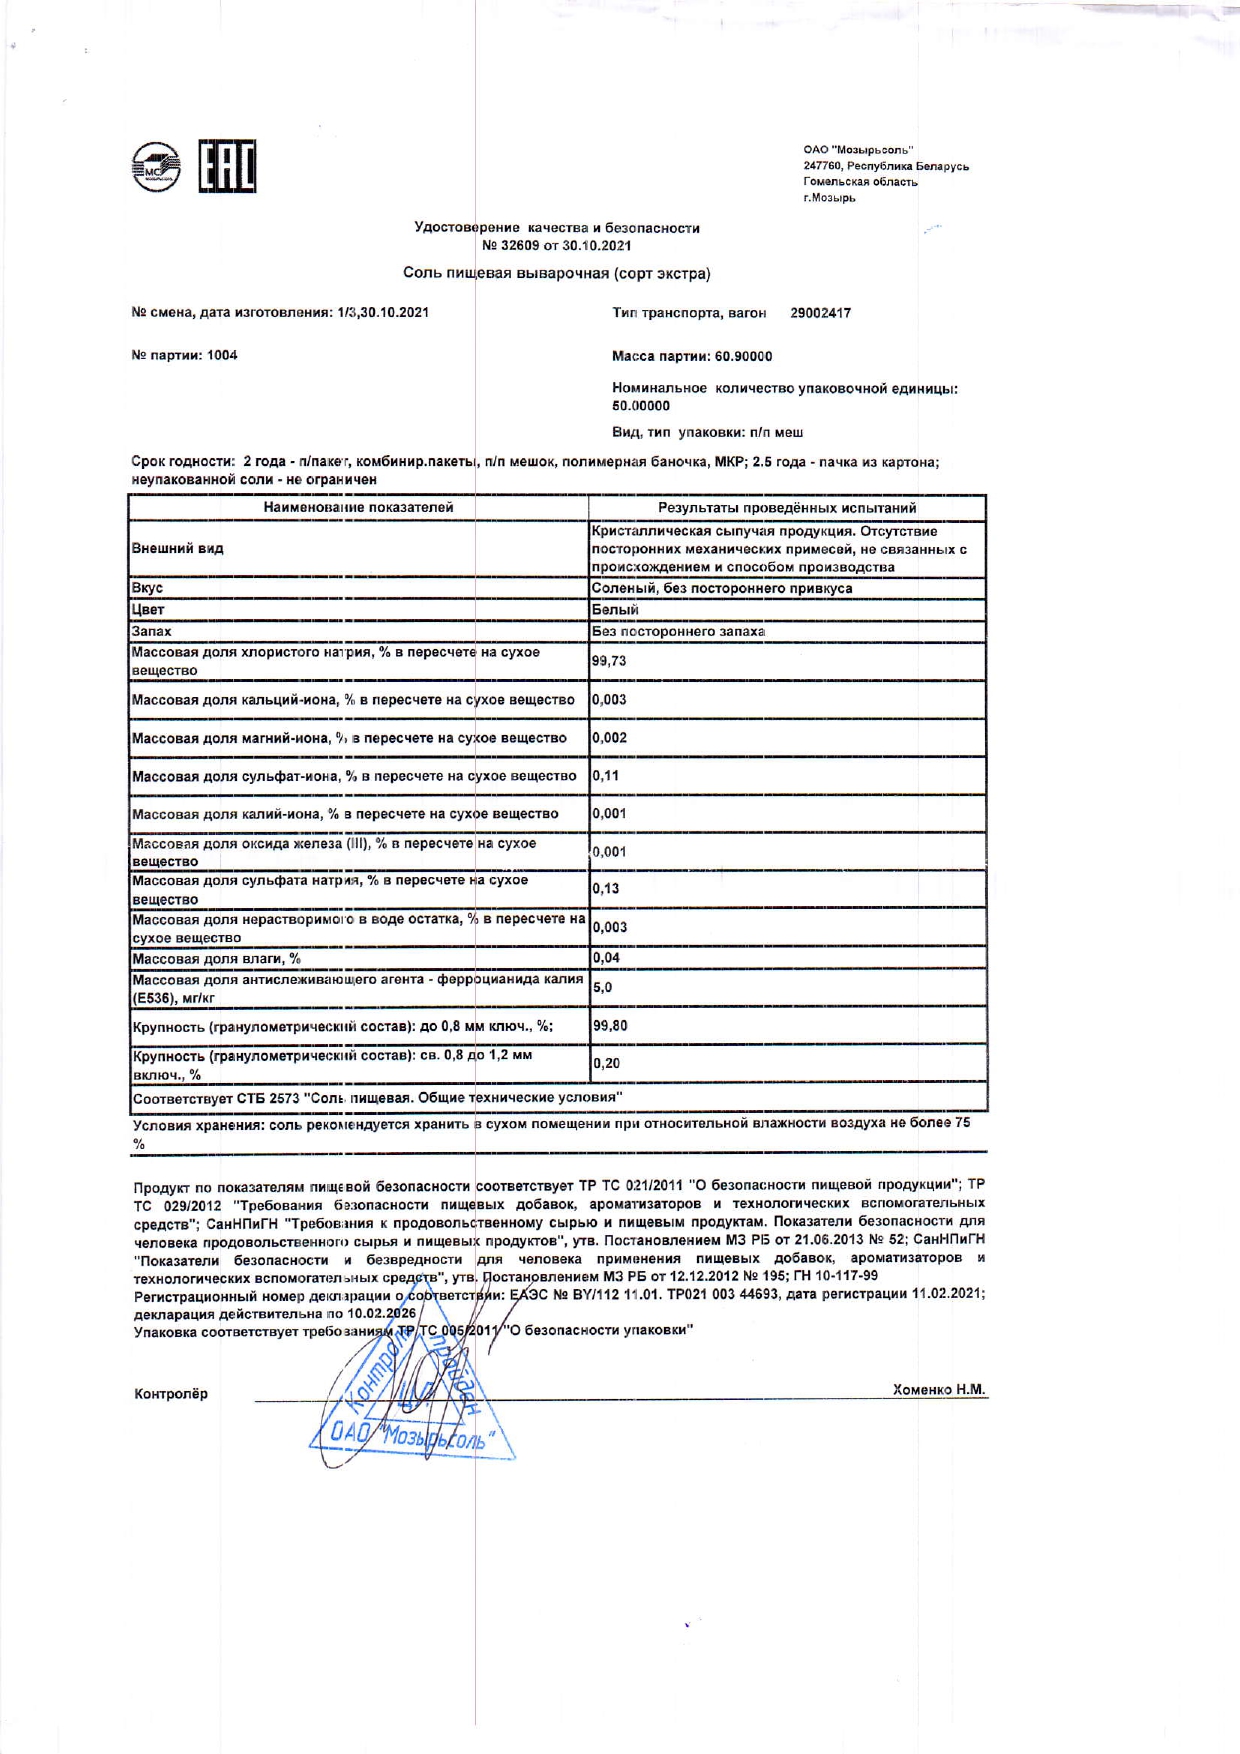 МС
МОЗЫРЬСОЛЬ
ЕАС
ОАО "Мозырьсоль"
247760, Республика Беларусь
Гомельская область
г.Мозырь
Удостоверение качества и безопасности
№ 32609 от 30.10.2021
Соль пищевая выварочная (сорт экстра)
№ смена, дата изготовления: 1/3,30.10.2021
Тип транспорта, вагон 29002417
№ партии: 1004
Масса партии: 60.90000
Номинальное количество упаковочной единицы:
50.00000
Вид, тип упаковки: п/п меш
Срок годности: 2 года - п/пакет, комбинир.пакеты, п/п мешок, полимерная баночка, МКР; 2.5 года - пачка из картона;
неупакованной соли - не ограничен
Наименование показателей
Результаты проведённых испытаний
Внешний вид
Кристаллическая сыпучая продукция. Отсутствие
посторонних механических примесей, не связанных с
происхождением и способом производства
Вкус
Соленый, без постороннего привкуса
Цвет
Белый
Запах
Без постороннего запаха
Массовая доля хлористого натрия, % в пересчете на сухое
вещество
99,73
Массовая доля кальций-иона, % в пересчете на сухое вещество
0,003
Массовая доля магний-иона, % в пересчете на сухое вещество
0,002
Массовая доля сульфат-иона, % в пересчете на сухое вещество
0,11
Массовая доля калий-иона, % в пересчете на сухое вещество
0,001
Массовая доля оксида железа (III), % в пересчете на сухое
вещество
0,001
Массовая доля сульфата натрия, % в пересчете на сухое
вещество
0,13
Массовая доля нерастворимого в воде остатка, % в пересчете на
сухое вещество
0,003
Массовая доля влаги, %
0,04
Массовая доля антислеживающего агента - ферроцианида калия
(Е536), мг/кг
5,0
Крупность (гранулометрический состав): до 0,8 мм ключ., %;
99,80
Крупность (гранулометрический состав): св. 0,8 до 1,2 мм
включ., %
0,20
Соответствует СТБ 2573 "Соль пищевая. Общие технические условия"
Условия хранения: соль рекомендуется хранить в сухом помещении при относительной влажности воздуха не более 75
%
Продукт по показателям пищевой безопасности соответствует ТР ТС 021/2011 "О безопасности пищевой продукции"; ТР
ТС 029/2012 "Требования безопасности пищевых добавок, ароматизаторов и технологических вспомогательных
средств"; СанНПиГН "Требования к продовольственному сырью и пищевым продуктам. Показатели безопасности для
человека продовольственного сырья и пищевых продуктов", утв. Постановлением МЗ РБ от 21.06.2013 № 52; СанНПиГН
"Показатели безопасности и безвредности для человека применения пищевых добавок, ароматизаторов и
технологических вспомогательных средств", утв. Постановлением МЗ РБ от 12.12.2012 № 195; ГН 10-117-99
Регистрационный номер декларации о соответствии: ЕАЭС № BY/112 11.01. ТР021 003 44693, дата регистрации 11.02.2021;
декларация действительна по 10.02.2026
Упаковка соответствует требованиям ТР ТС 005/2011 "О безопасности упаковки"
Контролёр
Хоменко Н.М.
Контроль
пройден
ОАО "Мозырьсоль"